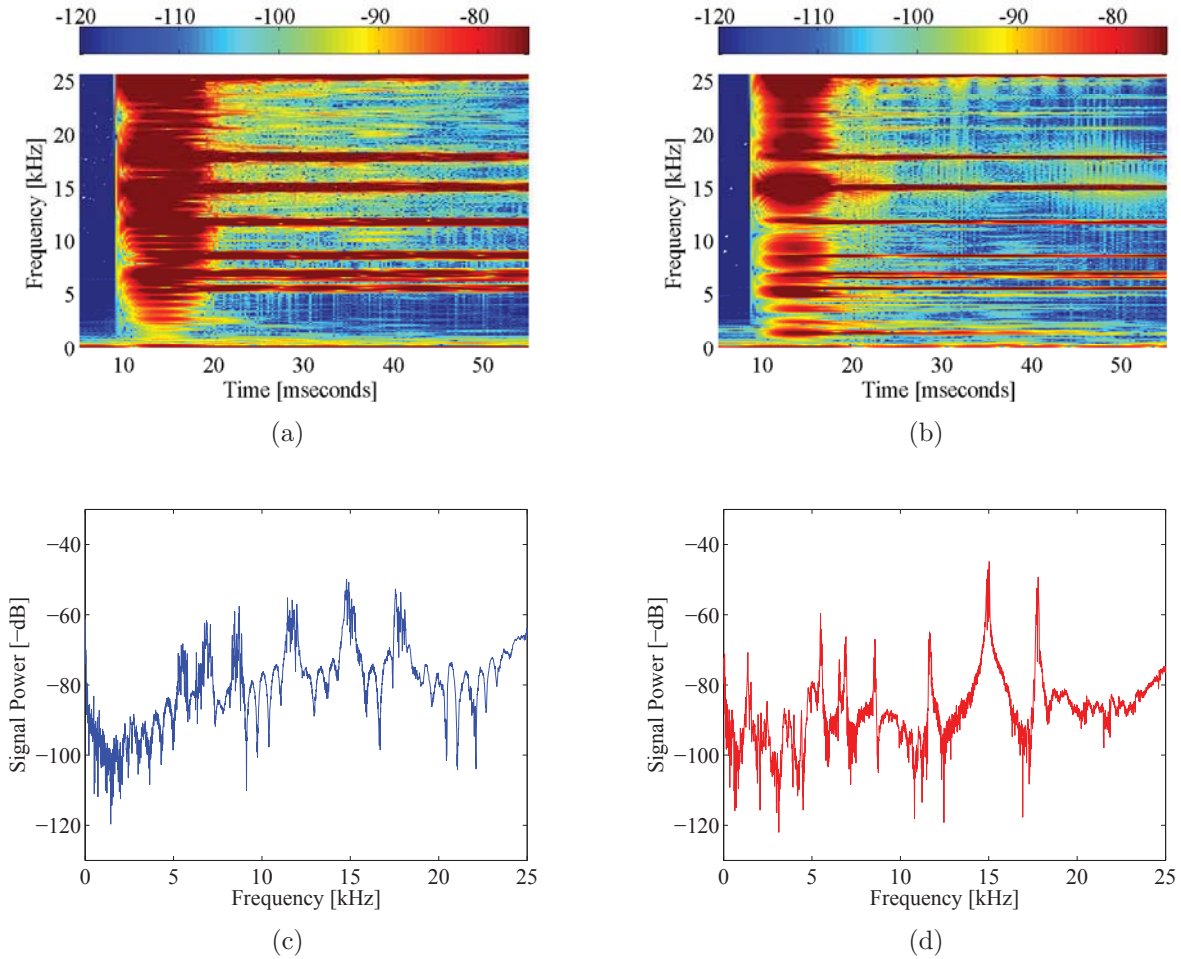 -120 -110 -100 -90 -80
25
20
15
10
5
0
Frequency [kHz]
10 20 30 40 50
Time [mseconds]
(a)
-120 -110 -100 -90 -80
25
20
15
10
5
0
Frequency [kHz]
10 20 30 40 50
Time [mseconds]
(b)
−40
−60
−80
−100
−120
Signal Power [−dB]
0 5 10 15 20 25
Frequency [kHz]
(c)
−40
−60
−80
−100
−120
Signal Power [−dB]
0 5 10 15 20 25
Frequency [kHz]
(d)